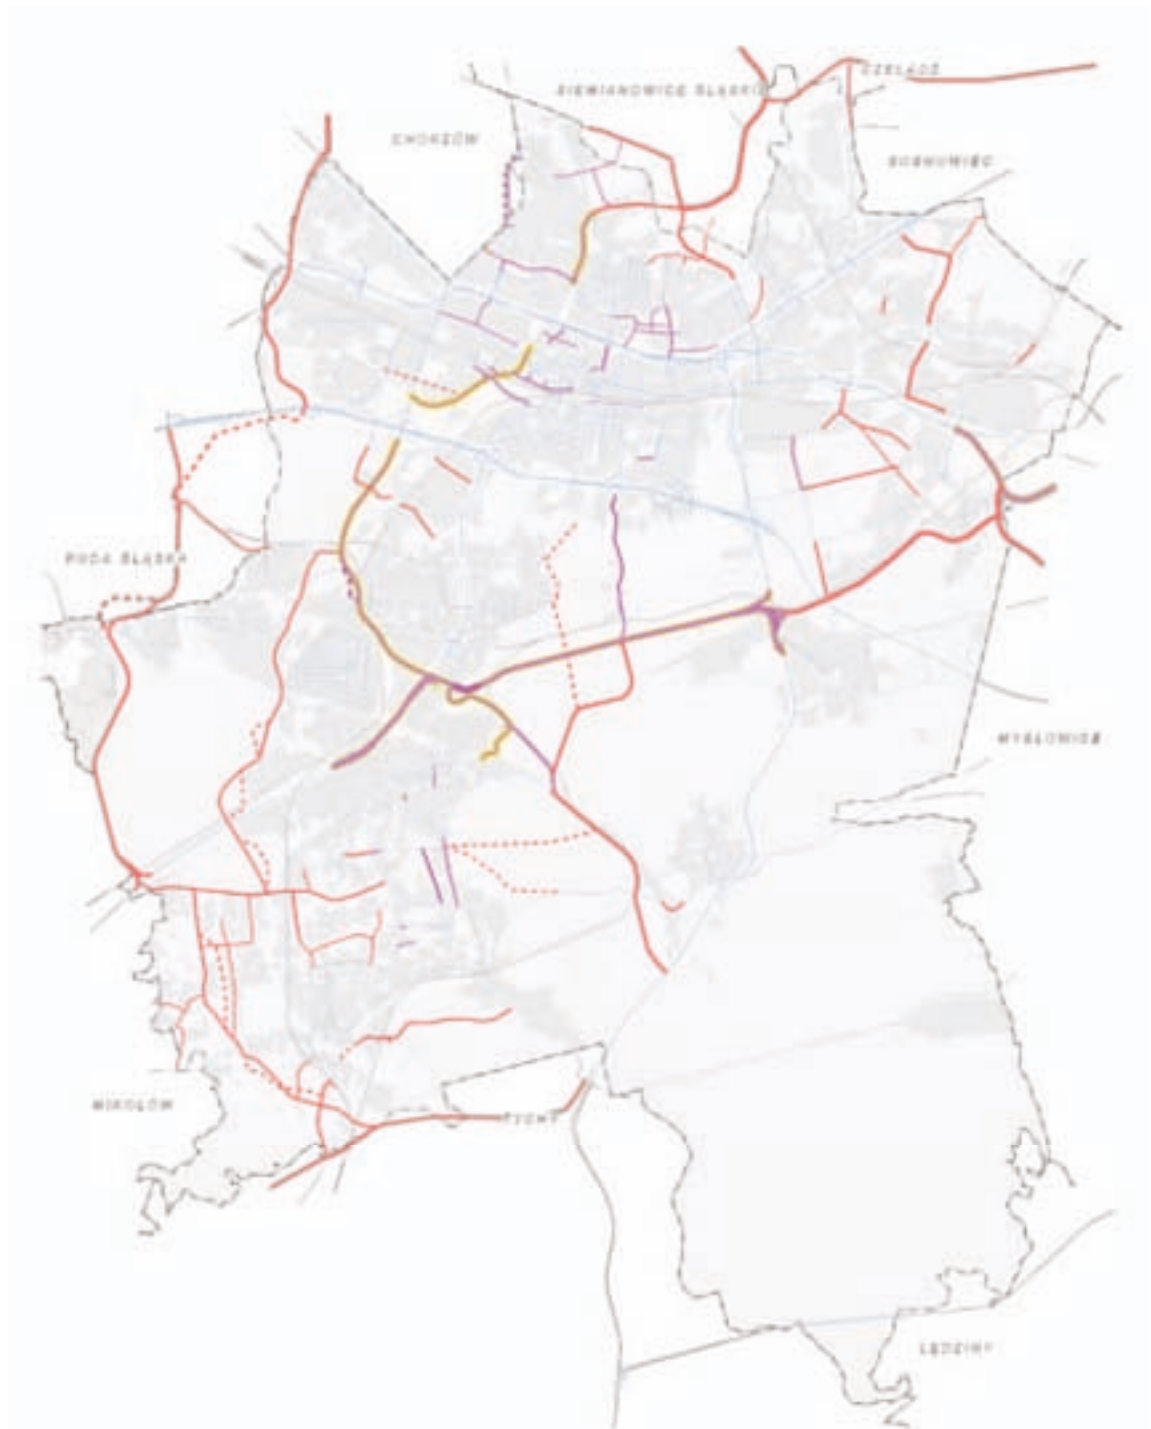 CZELADŹ
SIEMIANOWICE ŚLĄSKIE
CHORZÓW
SOSNOWIEC
RUDA ŚLĄSKA
MYSŁOWICE
MIKOŁÓW
TYCHY
LĘDZINY